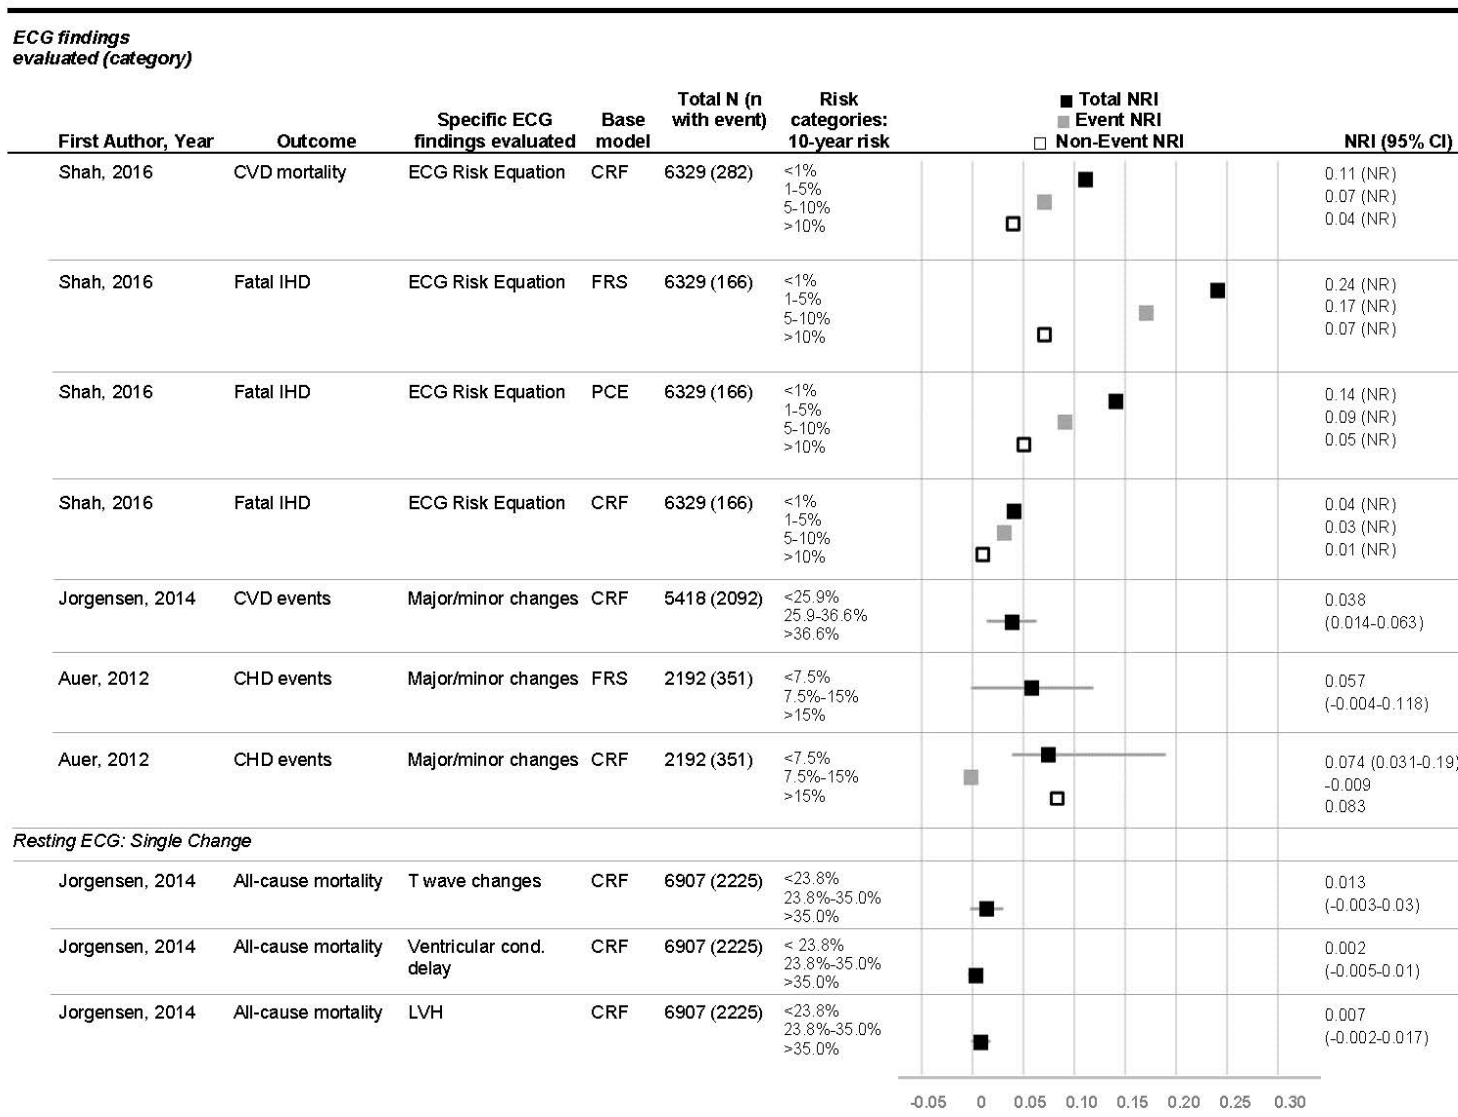 ECG findings
evaluated (category)
First Author, Year Outcome Specific ECG findings evaluated Base model Total N (n with event) Risk categories: 10-year risk ■ Total NRI ■ Event NRI □ Non-Event NRI NRI (95% CI)
Shah, 2016 CVD mortality ECG Risk Equation CRF 6329 (282) <1% 0.11 (NR)
1-5% 0.07 (NR)
5-10% 0.04 (NR)
>10%
Shah, 2016 Fatal IHD ECG Risk Equation FRS 6329 (166) <1% 0.24 (NR)
1-5% 0.17 (NR)
5-10% 0.07 (NR)
>10%
Shah, 2016 Fatal IHD ECG Risk Equation PCE 6329 (166) <1% 0.14 (NR)
1-5% 0.09 (NR)
5-10% 0.05 (NR)
>10%
Shah, 2016 Fatal IHD ECG Risk Equation CRF 6329 (166) <1% 0.04 (NR)
1-5% 0.03 (NR)
5-10% 0.01 (NR)
>10%
Jorgensen, 2014 CVD events Major/minor changes CRF 5418 (2092) <25.9% 0.038
25.9-36.6% (0.014-0.063)
>36.6%
Auer, 2012 CHD events Major/minor changes FRS 2192 (351) <7.5% 0.057
7.5%-15% (-0.004-0.118)
>15%
Auer, 2012 CHD events Major/minor changes CRF 2192 (351) <7.5% 0.074 (0.031-0.19)
7.5%-15% -0.009
>15% 0.083
Resting ECG: Single Change
Jorgensen, 2014 All-cause mortality T wave changes CRF 6907 (2225) <23.8% 0.013
23.8%-35.0% (-0.003-0.03)
>35.0%
Jorgensen, 2014 All-cause mortality Ventricular cond. CRF 6907 (2225) < 23.8% 0.002
delay 23.8%-35.0% (-0.005-0.01)
>35.0%
Jorgensen, 2014 All-cause mortality LVH CRF 6907 (2225) <23.8% 0.007
23.8%-35.0% (-0.002-0.017)
>35.0%
-0.05 0 0.05 0.10 0.20 0.25 0.30